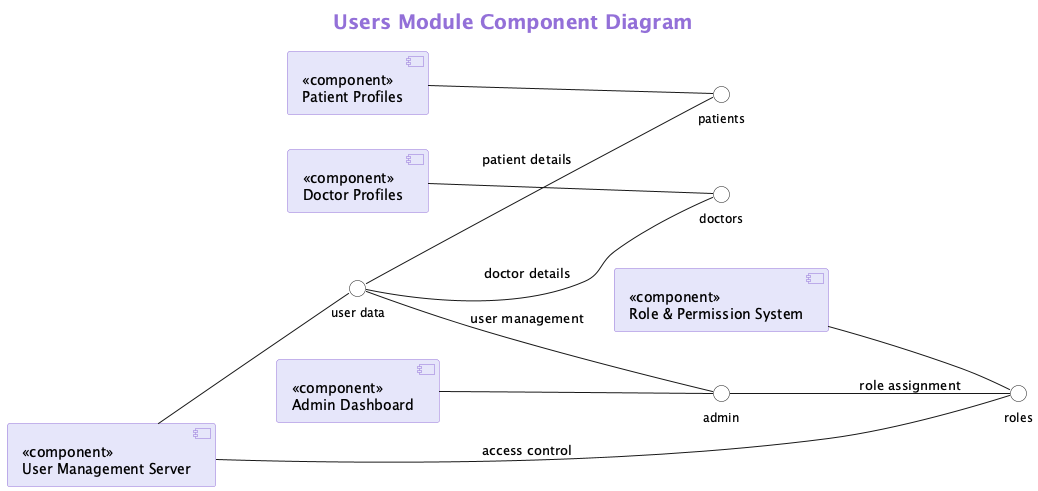 Users Module Component Diagram
«component»
Patient Profiles
patients
patient details
«component»
Doctor Profiles
doctors
doctor details
«component»
Role & Permission System
user data
user management
«component»
Admin Dashboard
role assignment
admin
roles
«component»
User Management Server
access control